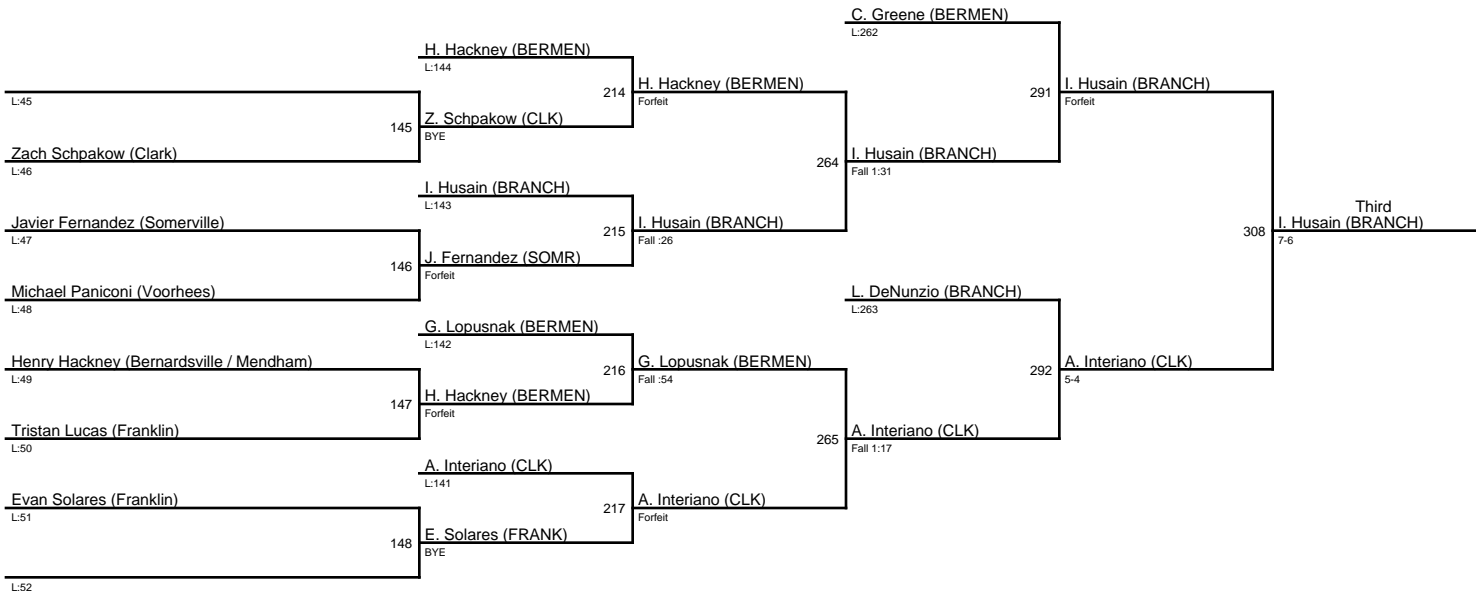 C. Greene (BERMEN)
L:262
H. Hackney (BERMEN)
L:144
214
H. Hackney (BERMEN)
Forfeit
291
I. Husain (BRANCH)
Forfeit
L:45
145
Z. Schpakow (CLK)
BYE
Zach Schpakow (Clark)
L:46
264
I. Husain (BRANCH)
Fall 1:31
I. Husain (BRANCH)
L:143
Javier Fernandez (Somerville)
L:47
215
I. Husain (BRANCH)
Fall :26
308
Third
I. Husain (BRANCH)
7-6
146
J. Fernandez (SOMR)
Forfeit
Michael Paniconi (Voorhees)
L:48
L. DeNunzio (BRANCH)
L:263
G. Lopusnak (BERMEN)
L:142
Henry Hackney (Bernardsville / Mendham)
L:49
216
G. Lopusnak (BERMEN)
Fall :54
292
A. Interiano (CLK)
5-4
147
H. Hackney (BERMEN)
Forfeit
Tristan Lucas (Franklin)
L:50
265
A. Interiano (CLK)
Fall 1:17
A. Interiano (CLK)
L:141
Evan Solares (Franklin)
L:51
217
A. Interiano (CLK)
Forfeit
148
E. Solares (FRANK)
BYE
L:52